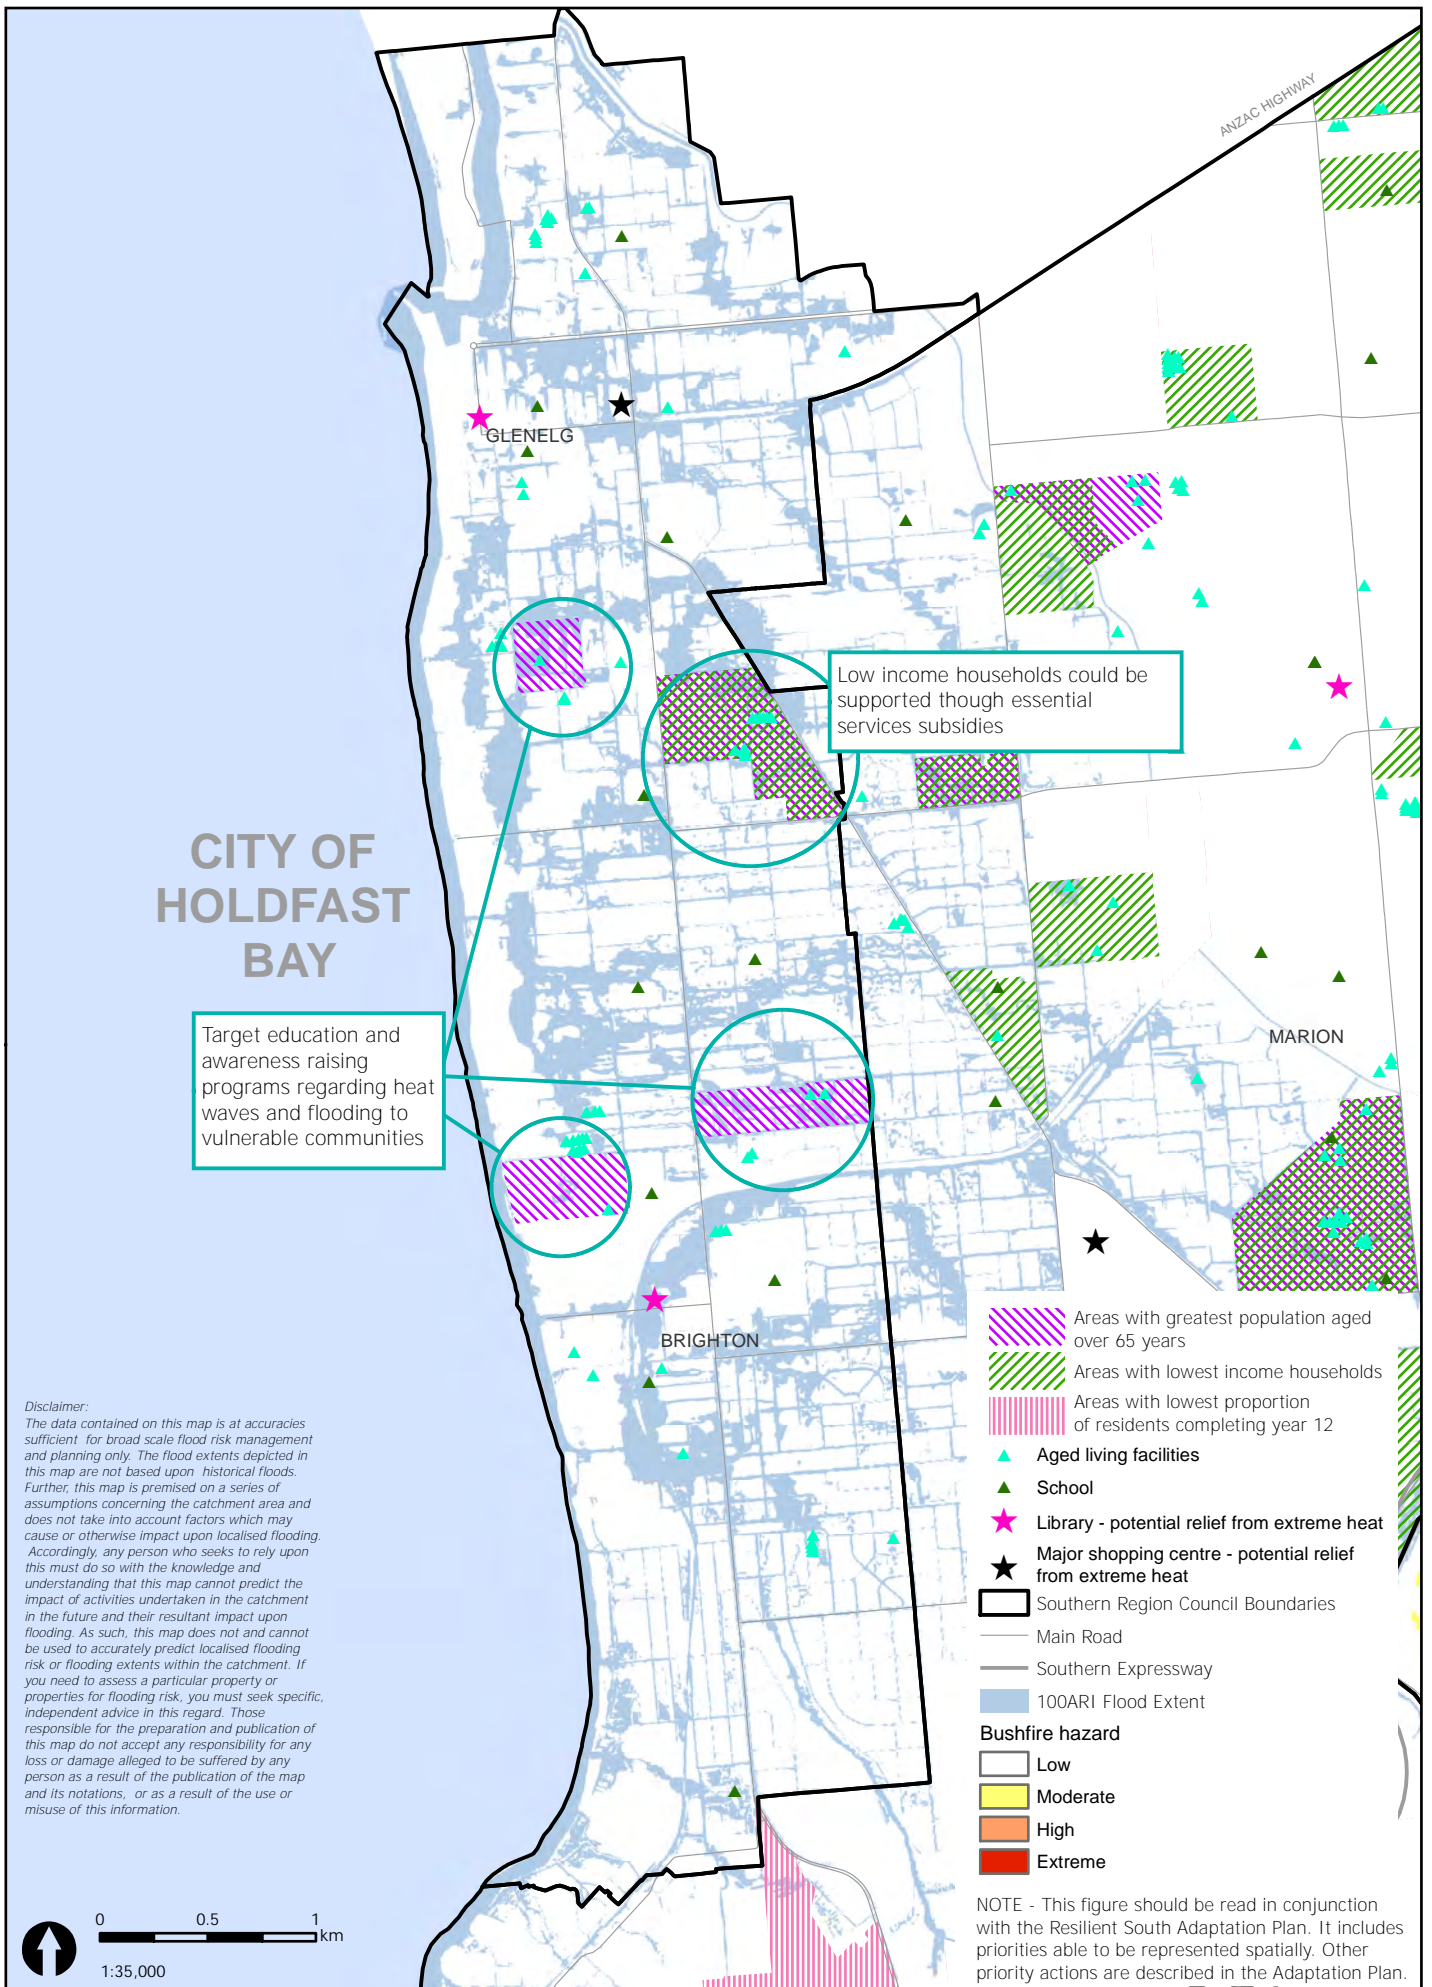 ANZAC HIGHWAY
GLENELG
Low income households could be
supported though essential
services subsidies
CITY OF
HOLDFAST
BAY
Target education and
awareness raising
programs regarding heat
waves and flooding to
vulnerable communities
MARION
BRIGHTON
Disclaimer:
The data contained on this map is at accuracies
sufficient for broad scale flood risk management
and planning only. The flood extents depicted in
this map are not based upon historical floods.
Further, this map is premised on a series of
assumptions concerning the catchment area and
does not take into account factors which may
cause or otherwise impact upon localised flooding.
Accordingly, any person who seeks to rely upon
this must do so with the knowledge and
understanding that this map cannot predict the
impact of activities undertaken in the catchment
in the future and their resultant impact upon
flooding. As such, this map does not and cannot
be used to accurately predict localised flooding
risk or flooding extents within the catchment. If
you need to assess a particular property or
properties for flooding risk, you must seek specific,
independent advice in this regard. Those
responsible for the preparation and publication of
this map do not accept any responsibility for any
loss or damage alleged to be suffered by any
person as a result of the publication of the map
and its notations, or as a result of the use or
misuse of this information.
0 0.5 1
km
1:35,000
Areas with greatest population aged
over 65 years
Areas with lowest income households
Areas with lowest proportion
of residents completing year 12
Aged living facilities
School
Library - potential relief from extreme heat
Major shopping centre - potential relief
from extreme heat
Southern Region Council Boundaries
Main Road
Southern Expressway
100ARI Flood Extent
Bushfire hazard
Low
Moderate
High
Extreme
NOTE - This figure should be read in conjunction
with the Resilient South Adaptation Plan. It includes
priorities able to be represented spatially. Other
priority actions are described in the Adaptation Plan.